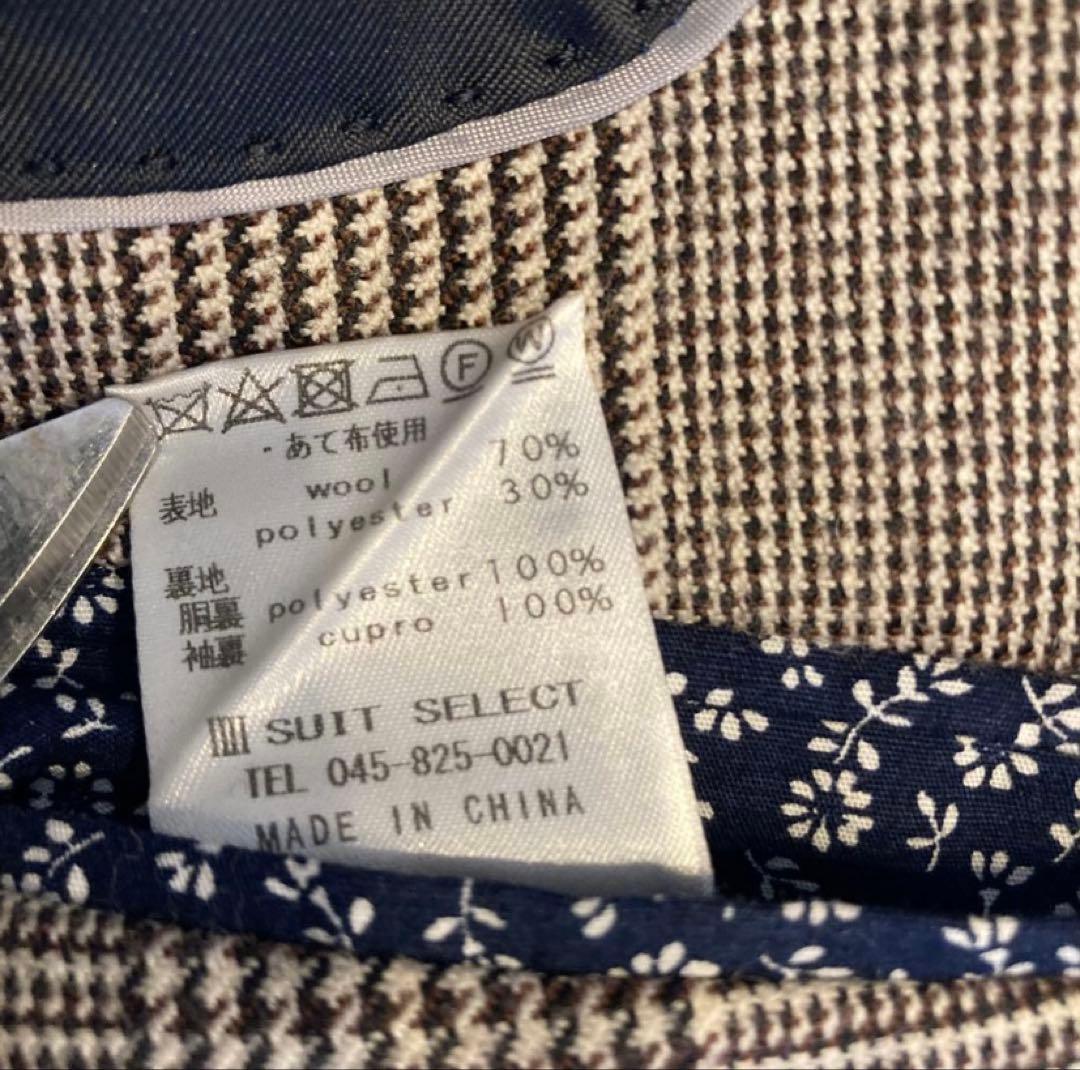 F W
・あて布使用
表地 wool 70%
polyester 30%
裏地
胴裏 polyester 100%
袖裏 cupro 100%
SUIT SELECT
TEL 045-825-0021
MADE IN CHINA